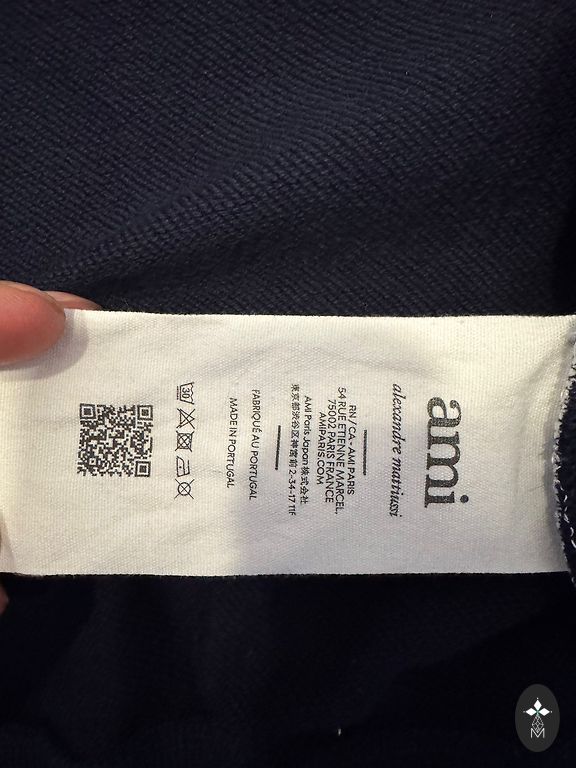 ami
alexandre mattiussi
RN / CA - AMI PARIS
54 RUE ETIENNE MARCEL,
75002 PARIS FRANCE
AMIPARIS.COM
AMI Paris Japan株式会社
東京都渋谷区神宮前2-34-17 11F
FABRIQUÉ AU PORTUGAL
MADE IN PORTUGAL
30
M